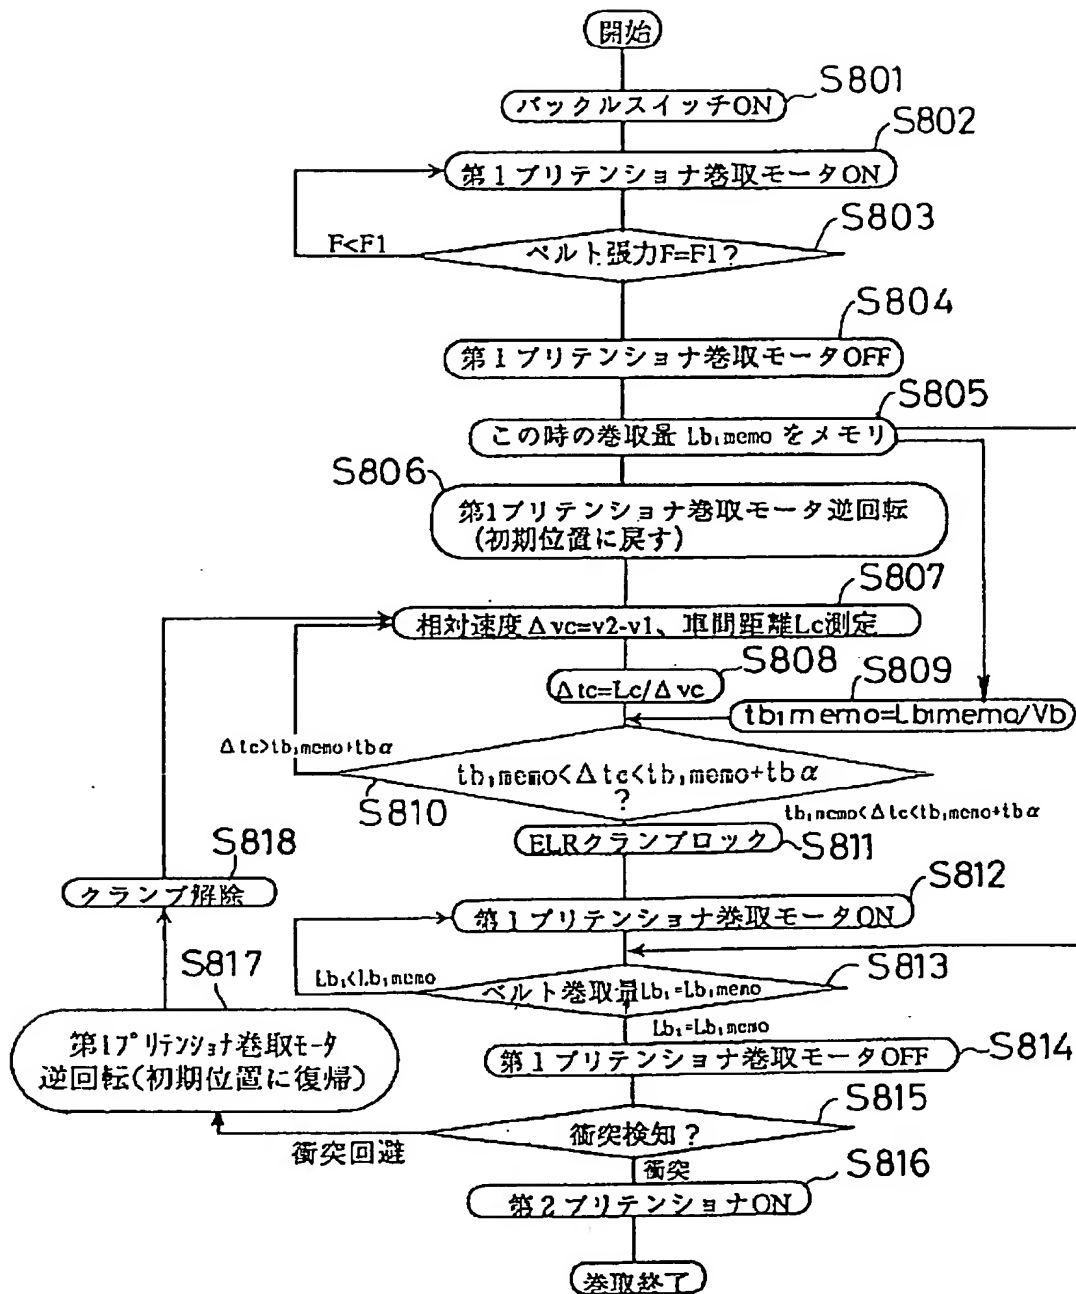 開始
S801
バックルスイッチON
S802
第1プリテンショナ巻取モータON
S803
F<F1
ベルト張力F=F1?
S804
第1プリテンショナ巻取モータOFF
S805
この時の巻取量 Lb₁memo をメモリ
S806
第1プリテンショナ巻取モータ逆回転
(初期位置に戻す)
S807
相対速度Δvc=v2-v1、車間距離Lc測定
S808
Δtc=Lc/Δvc
S809
tb₁memo=Lb₁memo/Vb
Δtc>tb₁memo+tbα
tb₁memo<Δtc<tb₁memo+tbα
?
S810
tb₁memo<Δtc<tb₁memo+tbα
ELRクランプロック
S811
S818
クランプ解除
S812
第1プリテンショナ巻取モータON
S817
S813
Lb₁<Lb₁memo
ベルト巻取量Lb₁=Lb₁memo
Lb₁=Lb₁memo
第1プリテンショナ巻取モータ
逆回転(初期位置に復帰)
第1プリテンショナ巻取モータOFF
S814
S815
衝突検知?
衝突回避
衝突
S816
第2プリテンショナON
巻取終了